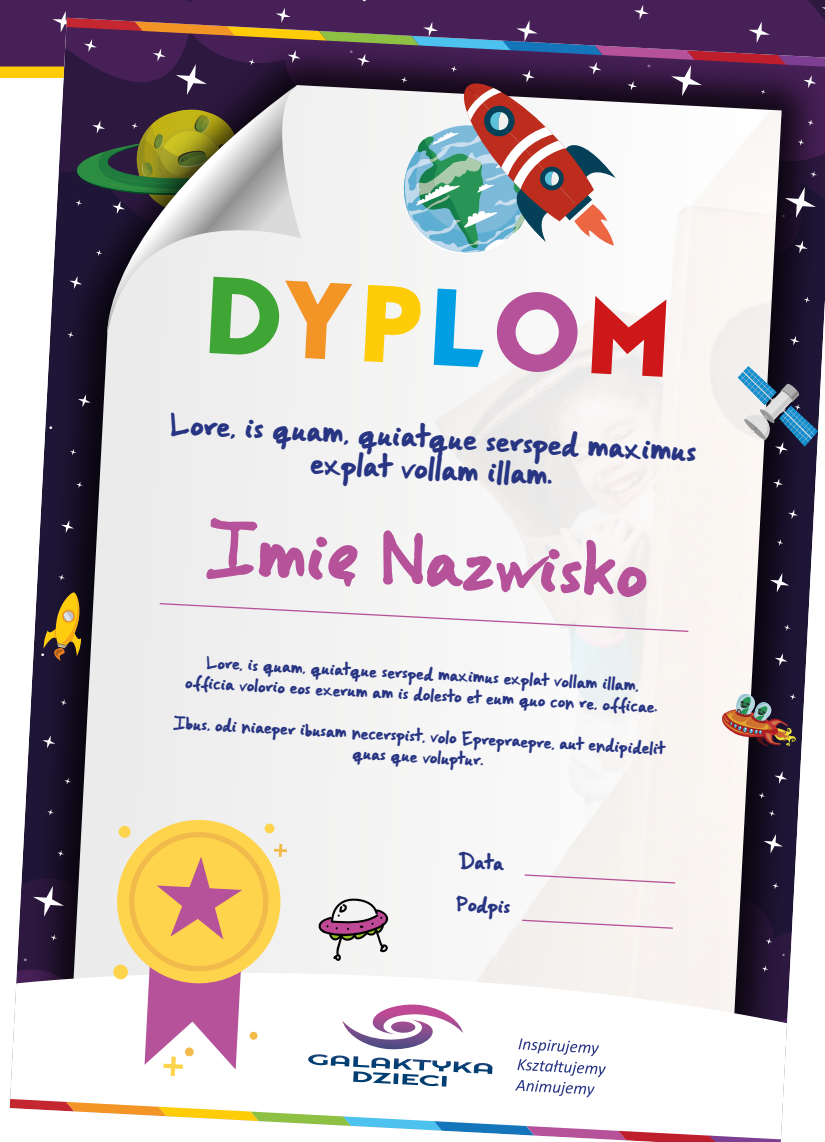 DYPLOM
Lore, is quam, quiatque sersped maximus
explat vollam illam.
Imię Nazwisko
Lore, is quam, quiatque sersped maximus explat vollam illam,
officia volorio eos exerum am is dolesto et eum quo con re, officae.
Ibus, odi niaeper ibusam necerspist, volo Eprepraepre, aut endipidelit
quas que voluptur.
Data
Podpis
GALAKTYKA
DZIECI
Inspirujemy
Kształtujemy
Animujemy